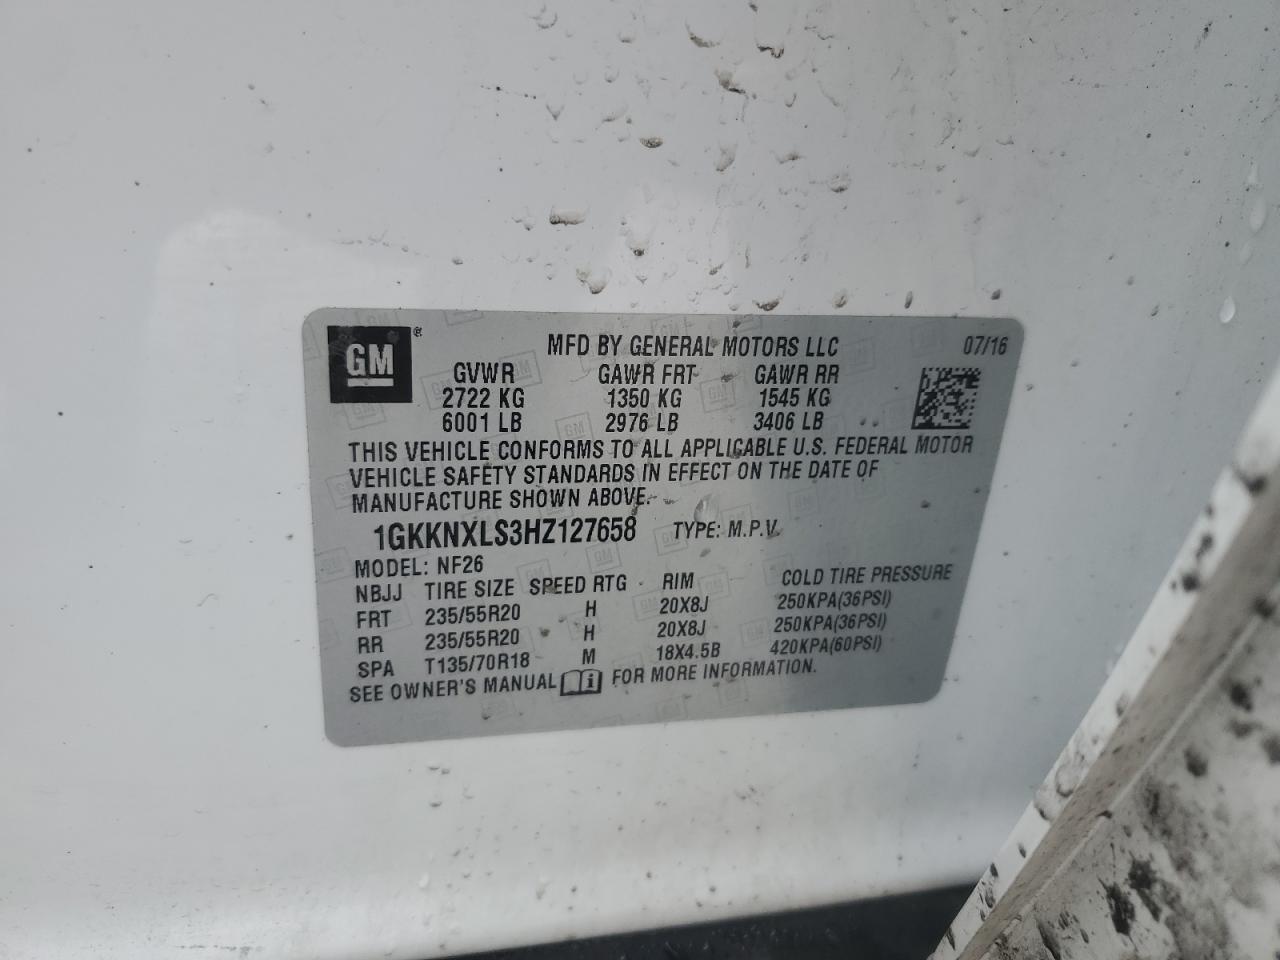 GM ®
MFD BY GENERAL MOTORS LLC 07/16
GVWR GAWR FRT GAWR RR
2722 KG 1350 KG 1545 KG
6001 LB 2976 LB 3406 LB
THIS VEHICLE CONFORMS TO ALL APPLICABLE U.S. FEDERAL MOTOR
VEHICLE SAFETY STANDARDS IN EFFECT ON THE DATE OF
MANUFACTURE SHOWN ABOVE.
1GKKNXLS3HZ127658 TYPE: M.P.V.
MODEL: NF26
NBJJ TIRE SIZE SPEED RTG RIM COLD TIRE PRESSURE
FRT 235/55R20 H 20X8J 250KPA(36PSI)
RR 235/55R20 H 20X8J 250KPA(36PSI)
SPA T135/70R18 M 18X4.5B 420KPA(60PSI)
SEE OWNER'S MANUAL i FOR MORE INFORMATION.